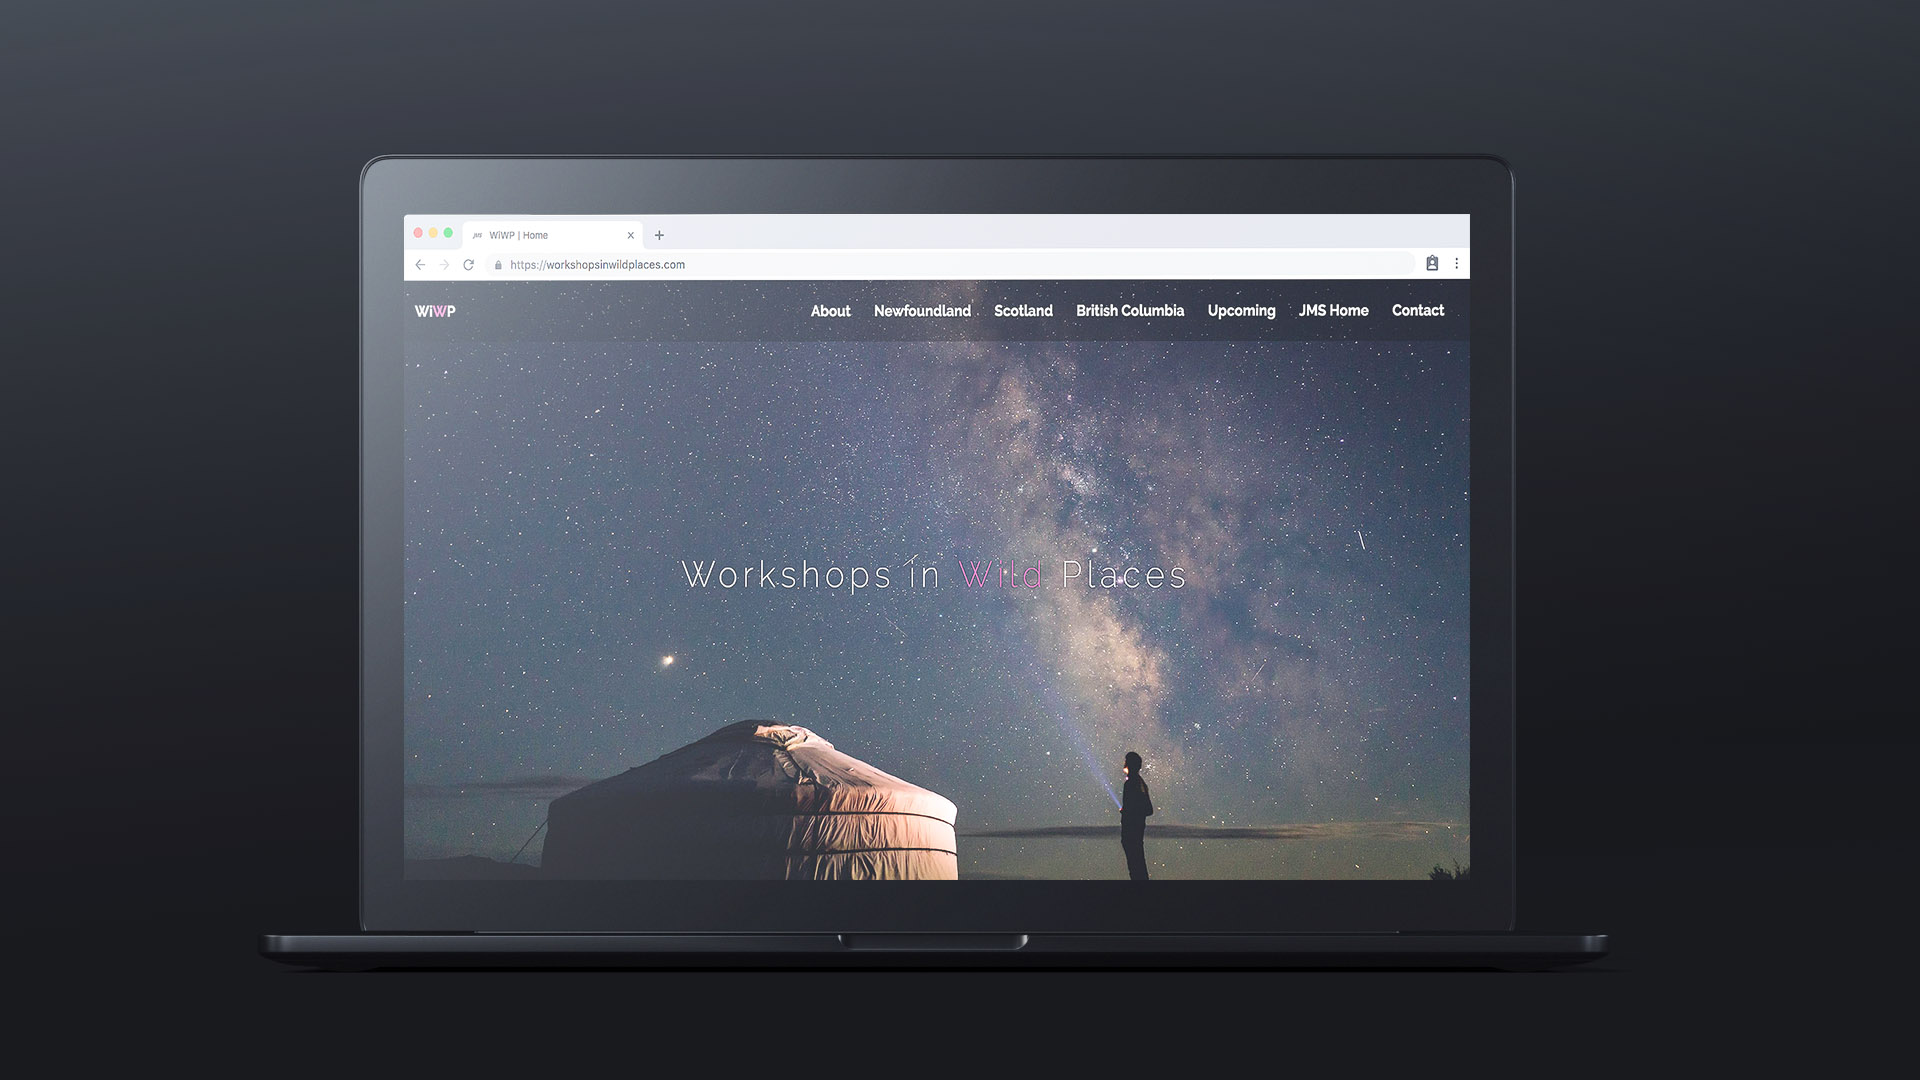 WiWP | Home
https://workshopsinwildplaces.com
WiWP About Newfoundland Scotland British Columbia Upcoming JMS Home Contact
Workshops in Wild Places